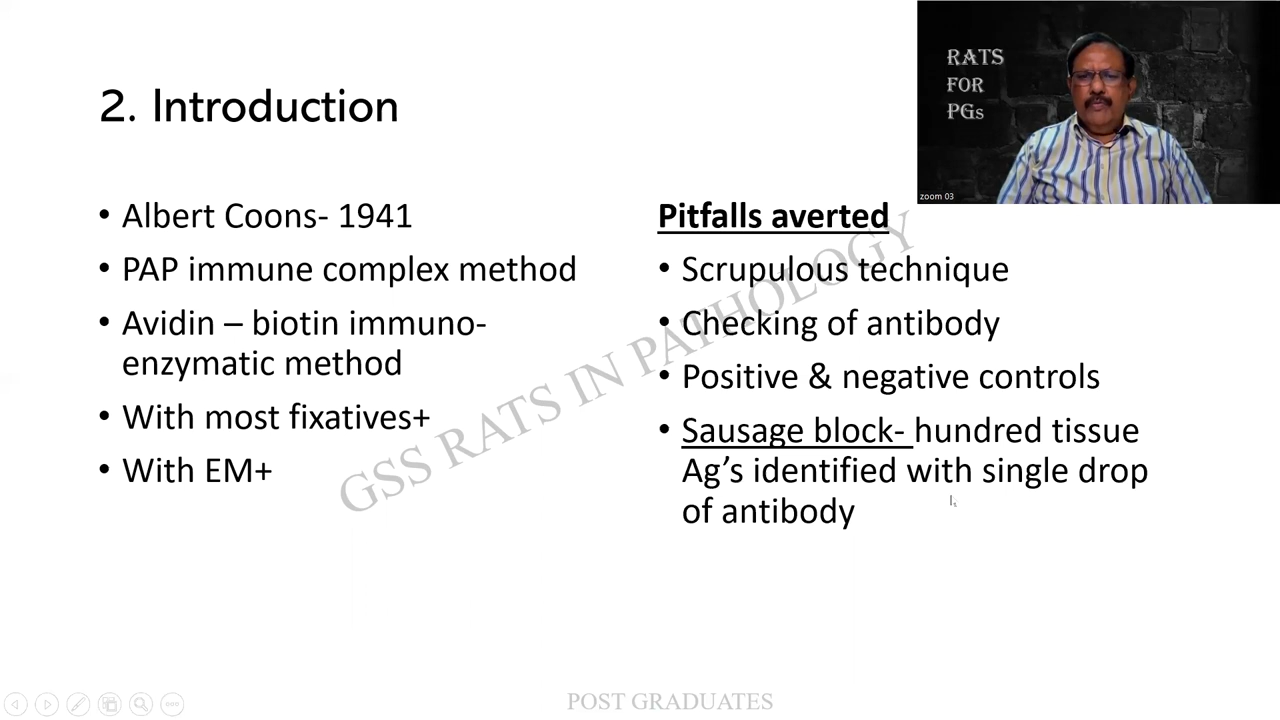 2. Introduction
• Albert Coons- 1941
• PAP immune complex method
• Avidin – biotin immuno-
enzymatic method
• With most fixatives+
• With EM+
Pitfalls averted
• Scrupulous technique
• Checking of antibody
• Positive & negative controls
• Sausage block- hundred tissue
Ag’s identified with single drop
of antibody
GSS RATS IN PATHOLOGY
RATS
FOR
PGs
zoom 03
POST GRADUATES